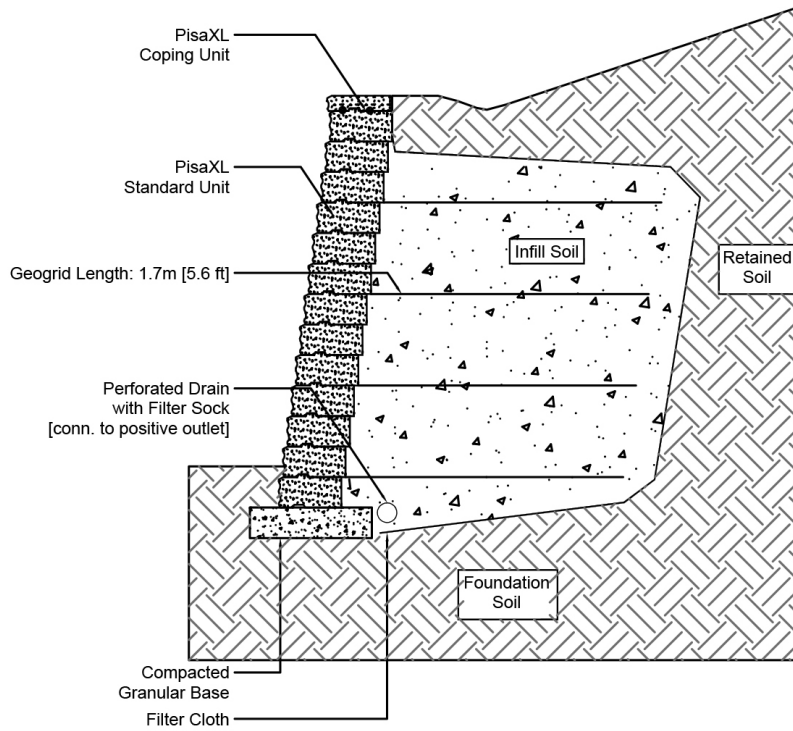 PisaXL
Coping Unit
PisaXL
Standard Unit
Infill Soil
Retained
Soil
Geogrid Length: 1.7m [5.6 ft]
Perforated Drain
with Filter Sock
[conn. to positive outlet]
Foundation
Soil
Compacted
Granular Base
Filter Cloth